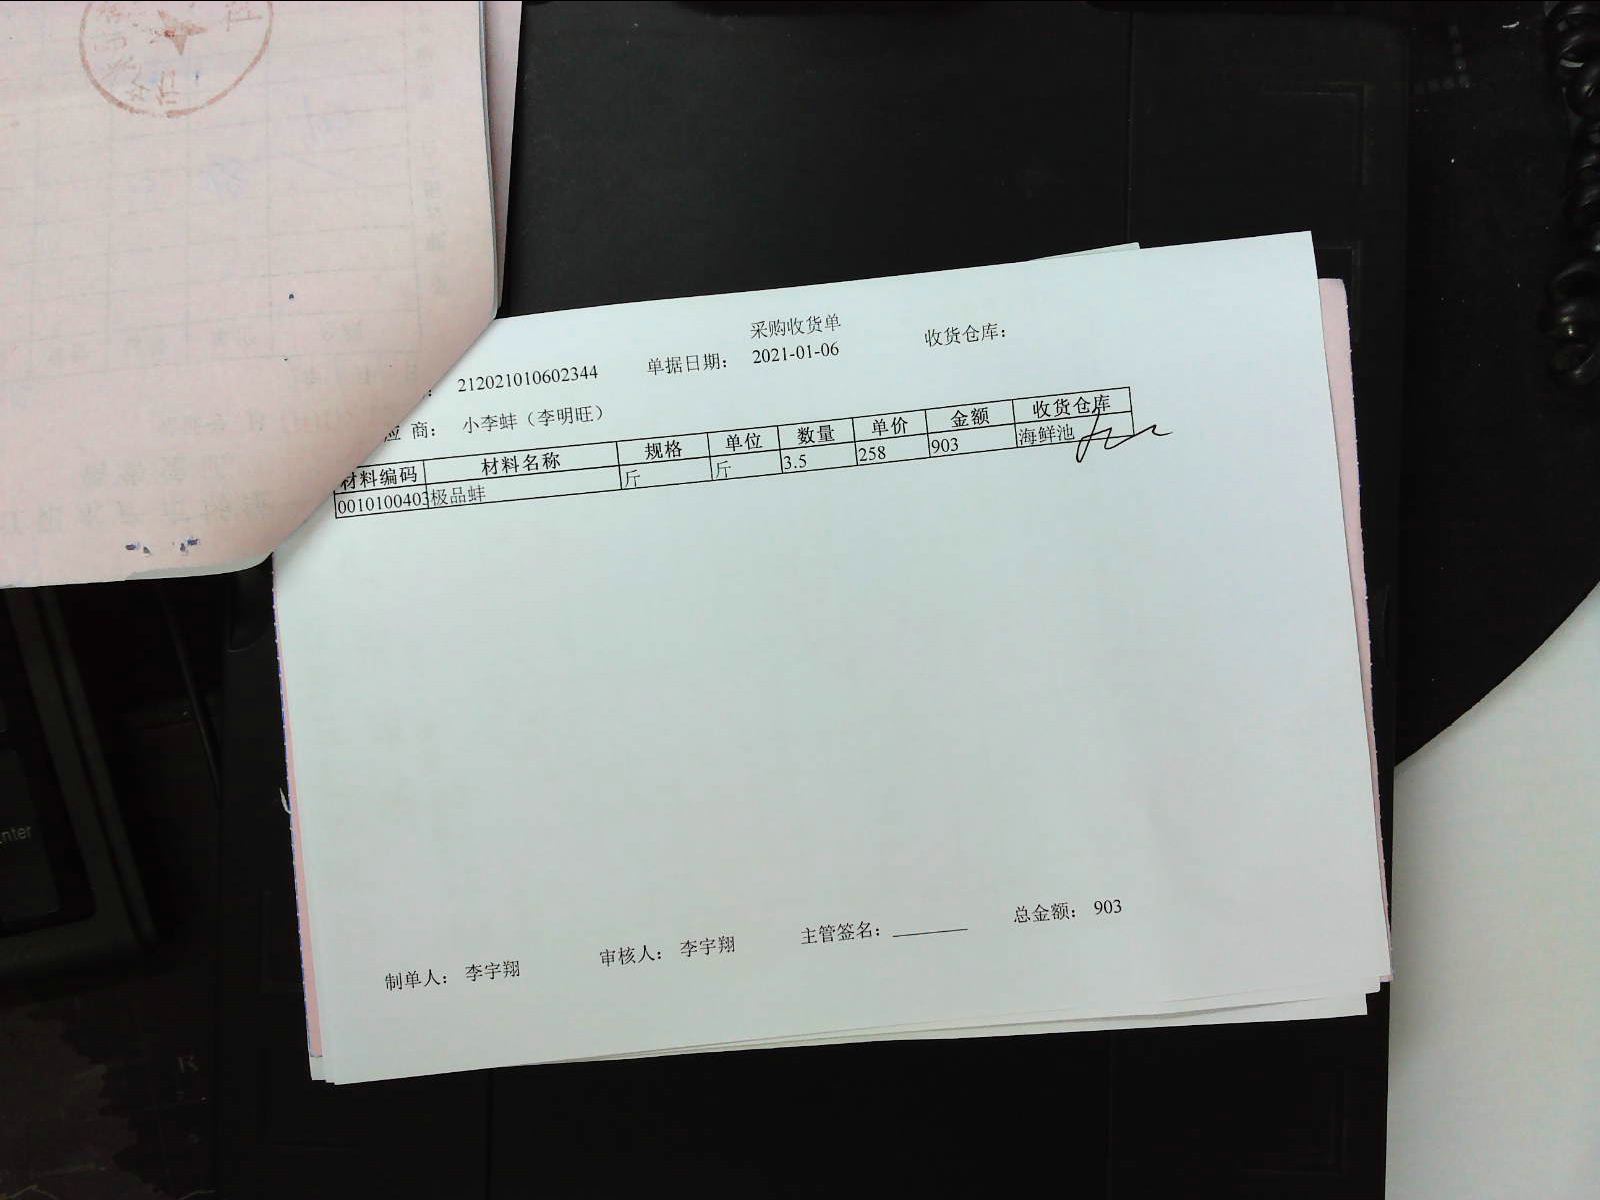 采购收货单
212021010602344 单据日期： 2021-01-06 收货仓库：
应 商： 小李蚌（李明旺）
材料编码 材料名称 规格 单位 数量 单价 金额 收货仓库
0010100403 极品蚌 斤 斤 3.5 258 903 海鲜池
制单人： 李宇翔 审核人： 李宇翔 主管签名： 总金额： 903